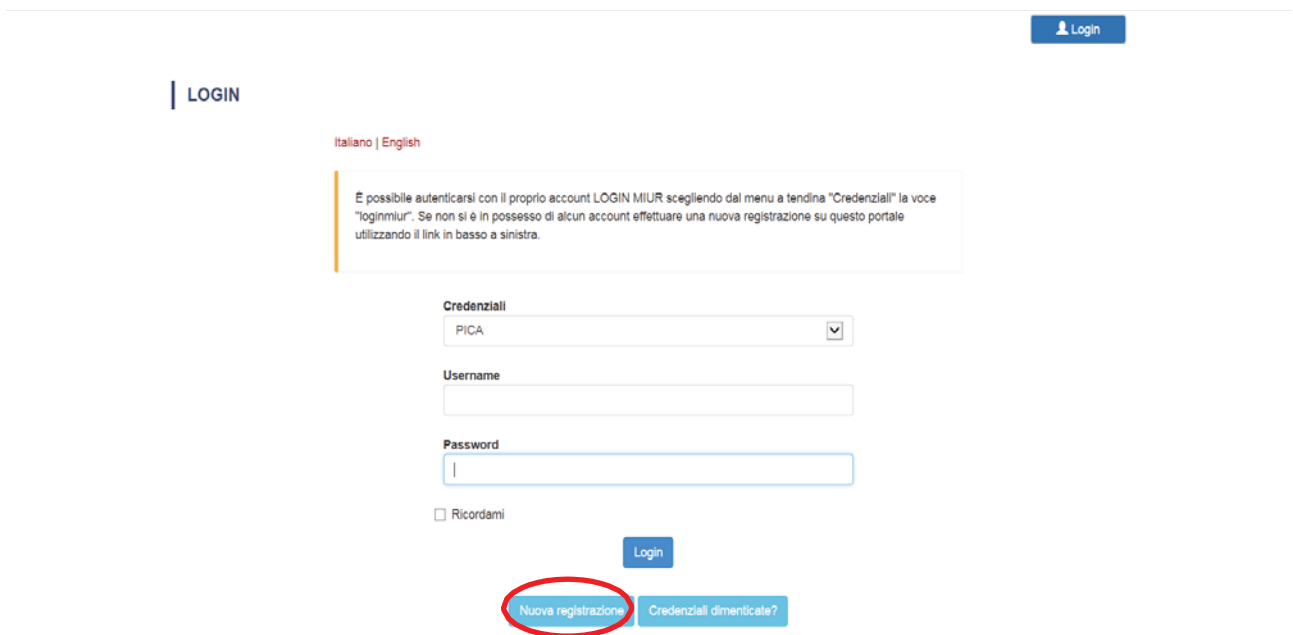 Login
LOGIN
Italiano | English
È possibile autenticarsi con il proprio account LOGIN MIUR scegliendo dal menu a tendina "Credenziali" la voce
"loginmiur". Se non si è in possesso di alcun account effettuare una nuova registrazione su questo portale
utilizzando il link in basso a sinistra.
Credenziali
PICA
Username
Password
Ricordami
Login
Nuova registrazione Credenziali dimenticate?